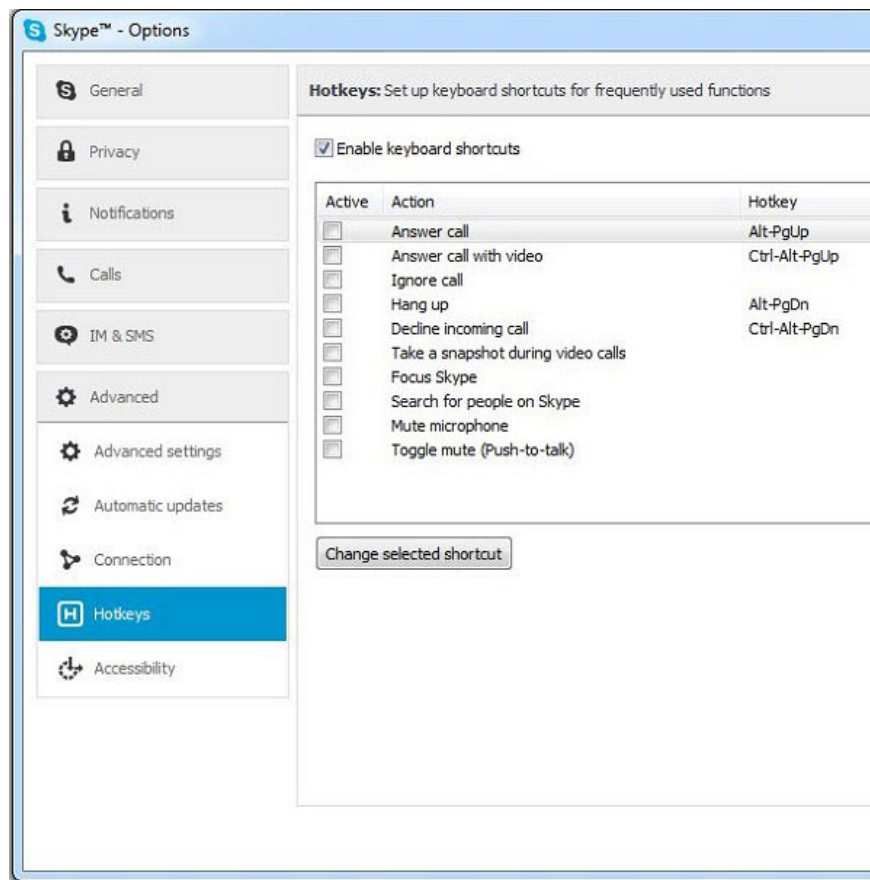 Skype™ - Options
General
Privacy
Notifications
Calls
IM & SMS
Advanced
Advanced settings
Automatic updates
Connection
Hotkeys
Accessibility
Hotkeys: Set up keyboard shortcuts for frequently used functions
Enable keyboard shortcuts
Active Action Hotkey
Answer call Alt-PgUp
Answer call with video Ctrl-Alt-PgUp
Ignore call
Hang up Alt-PgDn
Decline incoming call Ctrl-Alt-PgDn
Take a snapshot during video calls
Focus Skype
Search for people on Skype
Mute microphone
Toggle mute (Push-to-talk)
Change selected shortcut